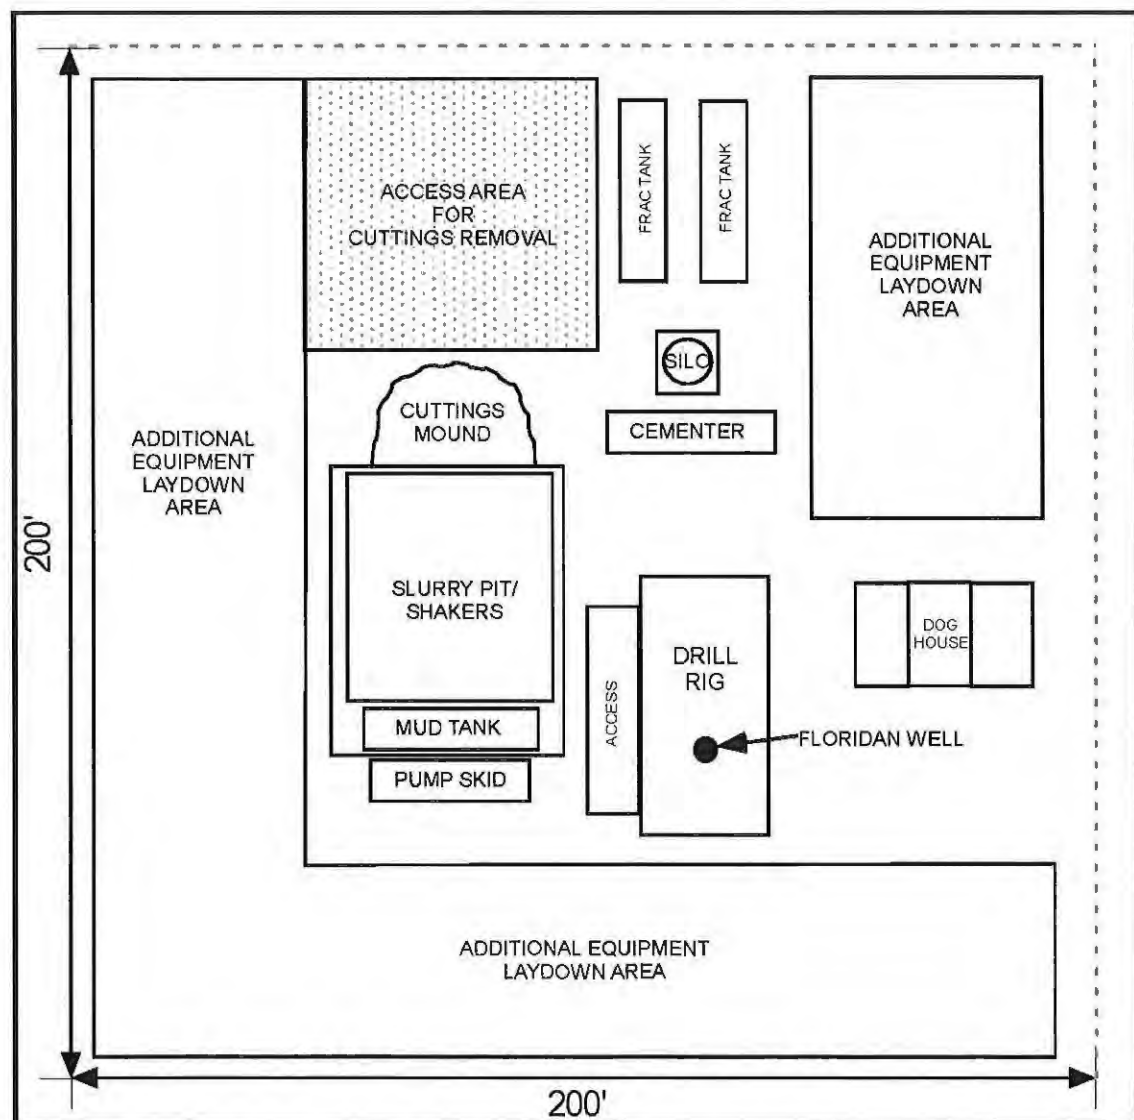 ACCESS AREA
FOR
CUTTINGS REMOVAL
FRAC TANK
FRAC TANK
ADDITIONAL
EQUIPMENT
LAYDOWN
AREA
SILO
CUTTINGS
MOUND
CEMENTER
ADDITIONAL
EQUIPMENT
LAYDOWN
AREA
200'
SLURRY PIT/
SHAKERS
DRILL
RIG
DOG
HOUSE
ACCESS
MUD TANK
FLORIDAN WELL
PUMP SKID
ADDITIONAL EQUIPMENT
LAYDOWN AREA
200'